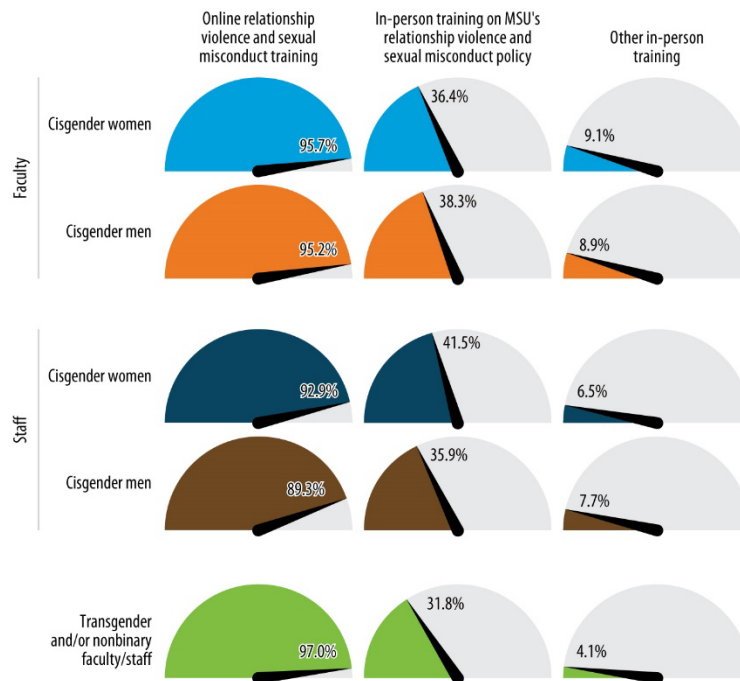 Online relationship
violence and sexual
misconduct training
In-person training on MSU's
relationship violence and
sexual misconduct policy
Other in-person
training
Faculty
Cisgender women
95.7%
36.4%
9.1%
Cisgender men
95.2%
38.3%
8.9%
Staff
Cisgender women
92.9%
41.5%
6.5%
Cisgender men
89.3%
35.9%
7.7%
Transgender
and/or nonbinary
faculty/staff
97.0%
31.8%
4.1%